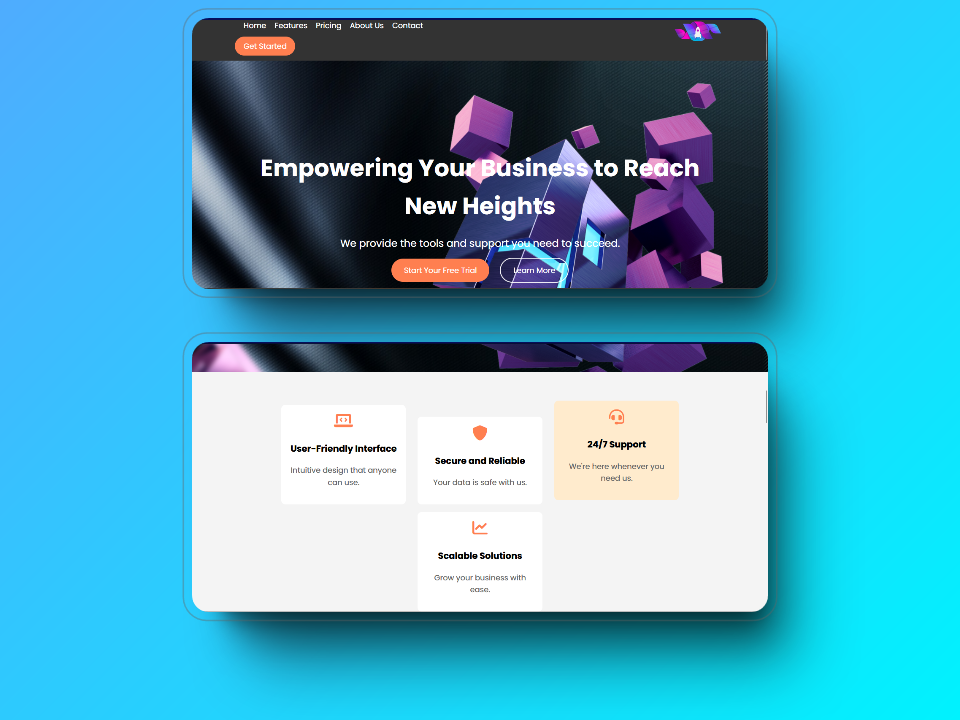 Home Features Pricing About Us Contact
Get Started
Empowering Your Business to Reach
New Heights
We provide the tools and support you need to succeed.
Start Your Free Trial
Learn More
User-Friendly Interface
Intuitive design that anyone
can use.
Secure and Reliable
Your data is safe with us.
24/7 Support
We're here whenever you
need us.
Scalable Solutions
Grow your business with
ease.